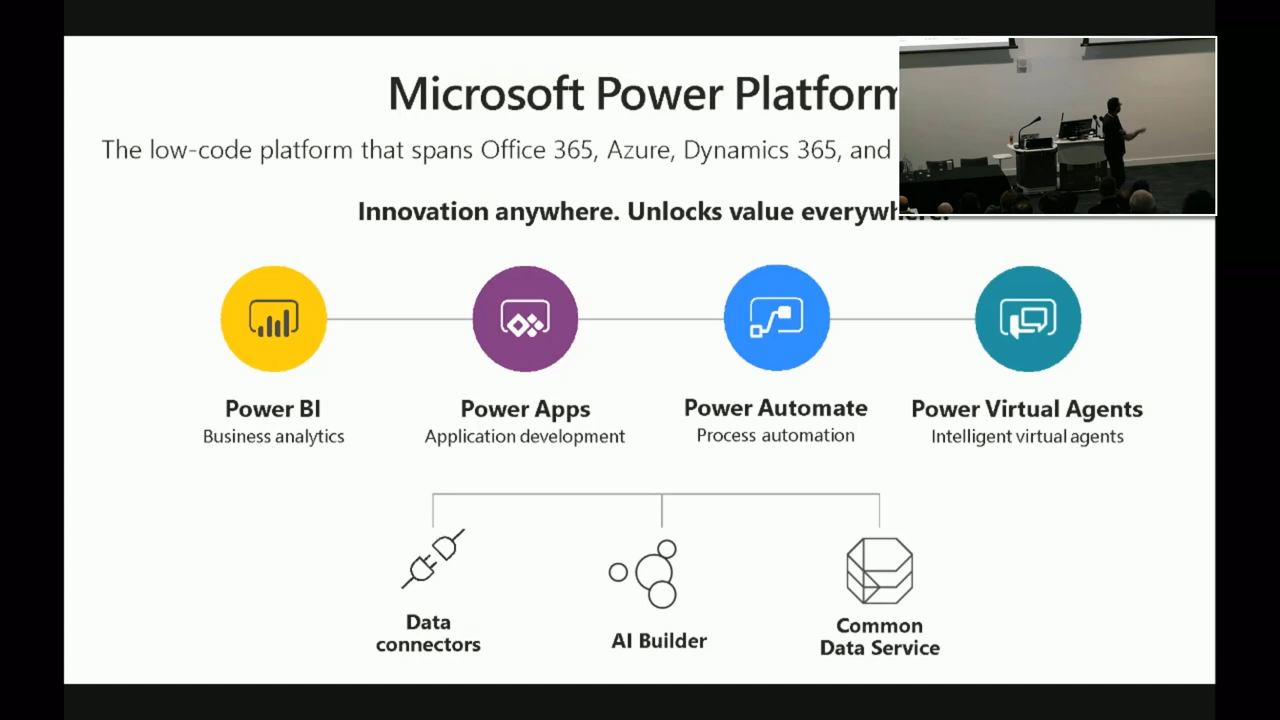 Microsoft Power Platform
The low-code platform that spans Office 365, Azure, Dynamics 365, and
Innovation anywhere. Unlocks value everywhere.
Power BI
Business analytics
Power Apps
Application development
Power Automate
Process automation
Power Virtual Agents
Intelligent virtual agents
Data
connectors
AI Builder
Common
Data Service